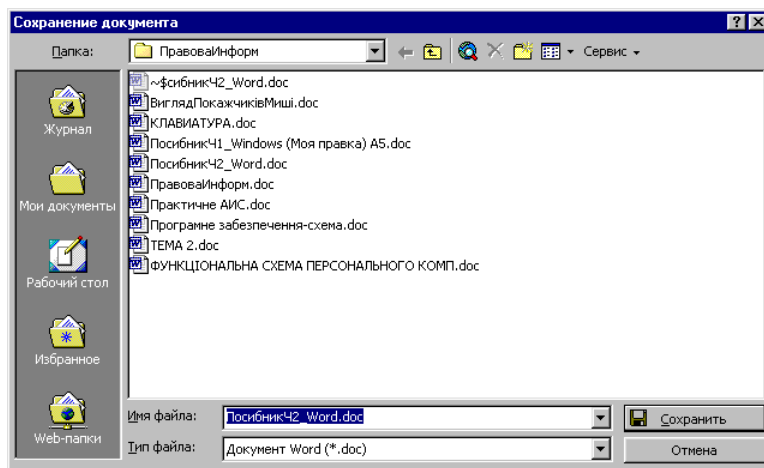 Сохранение документа
Папка:
ПравоваИнформ
Сервис
~$сибникЧ2_Word.doc
ВиглядПокажчиківМиші.doc
КЛАВИАТУРА.doc
ПосибникЧ1_Windows (Моя правка) А5.doc
ПосибникЧ2_Word.doc
ПравоваИнформ.doc
Практичне АИС.doc
Програмне забезпечення-схема.doc
ТЕМА 2.doc
ФУНКЦІОНАЛЬНА СХЕМА ПЕРСОНАЛЬНОГО КОМП.doc
Журнал
Мои документы
Рабочий стол
Избранное
Web-папки
Имя файла:
ПосибникЧ2_Word.doc
Сохранить
Тип файла:
Документ Word (*.doc)
Отмена